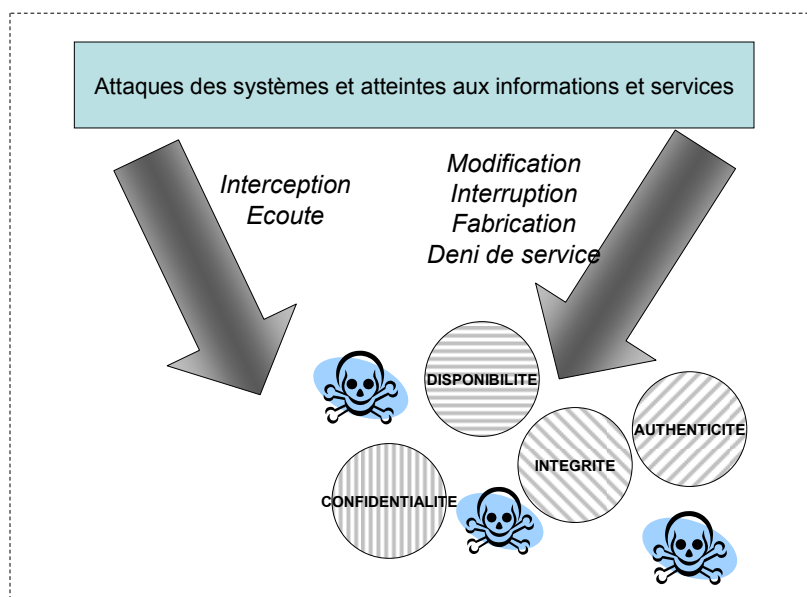 Attaques des systèmes et atteintes aux informations et services
Interception
Ecoute
Modification
Interruption
Fabrication
Deni de service
DISPONIBILITE
AUTHENTICITE
INTEGRITE
CONFIDENTIALITE